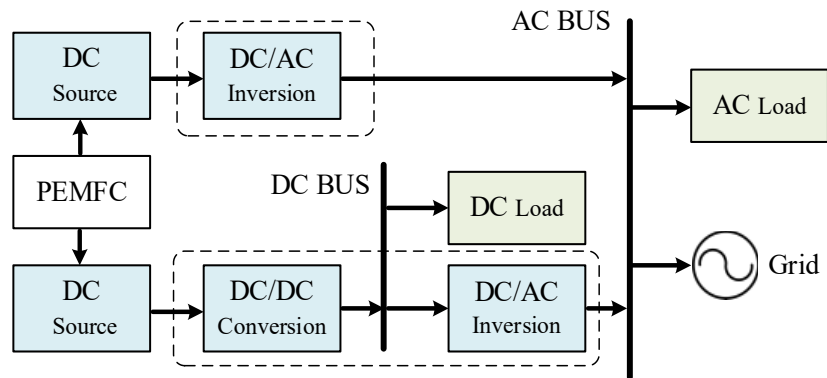 AC BUS
DC
Source
DC/AC
Inversion
AC Load
PEMFC
DC BUS
DC Load
DC
Source
DC/DC
Conversion
DC/AC
Inversion
Grid